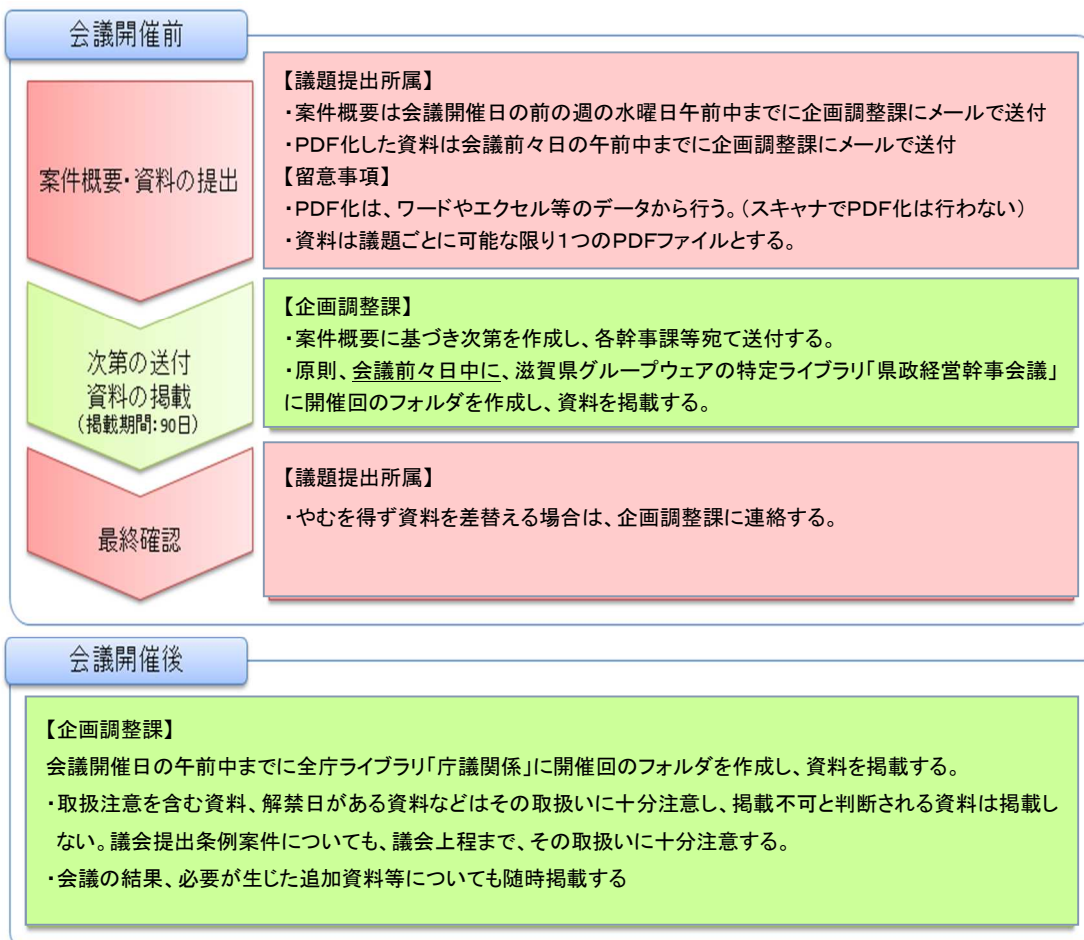 会議開催前
案件概要・資料の提出
【議題提出所属】
・案件概要は会議開催日の前の週の水曜日午前中までに企画調整課にメールで送付
・PDF化した資料は会議前々日の午前中までに企画調整課にメールで送付
【留意事項】
・PDF化は、ワードやエクセル等のデータから行う。（スキャナでPDF化は行わない）
・資料は議題ごとに可能な限り1つのPDFファイルとする。
次第の送付
資料の掲載
（掲載期間：90日）
【企画調整課】
・案件概要に基づき次第を作成し、各幹事課等宛て送付する。
・原則、会議前々日中に、滋賀県グループウェアの特定ライブラリ「県政経営幹事会議」
に開催回のフォルダを作成し、資料を掲載する。
最終確認
【議題提出所属】
・やむを得ず資料を差替える場合は、企画調整課に連絡する。
会議開催後
【企画調整課】
会議開催日の午前中までに全庁ライブラリ「庁議関係」に開催回のフォルダを作成し、資料を掲載する。
・取扱注意を含む資料、解禁日がある資料などはその取扱いに十分注意し、掲載不可と判断される資料は掲載し
ない。議会提出条例案件についても、議会上程まで、その取扱いに十分注意する。
・会議の結果、必要が生じた追加資料等についても随時掲載する